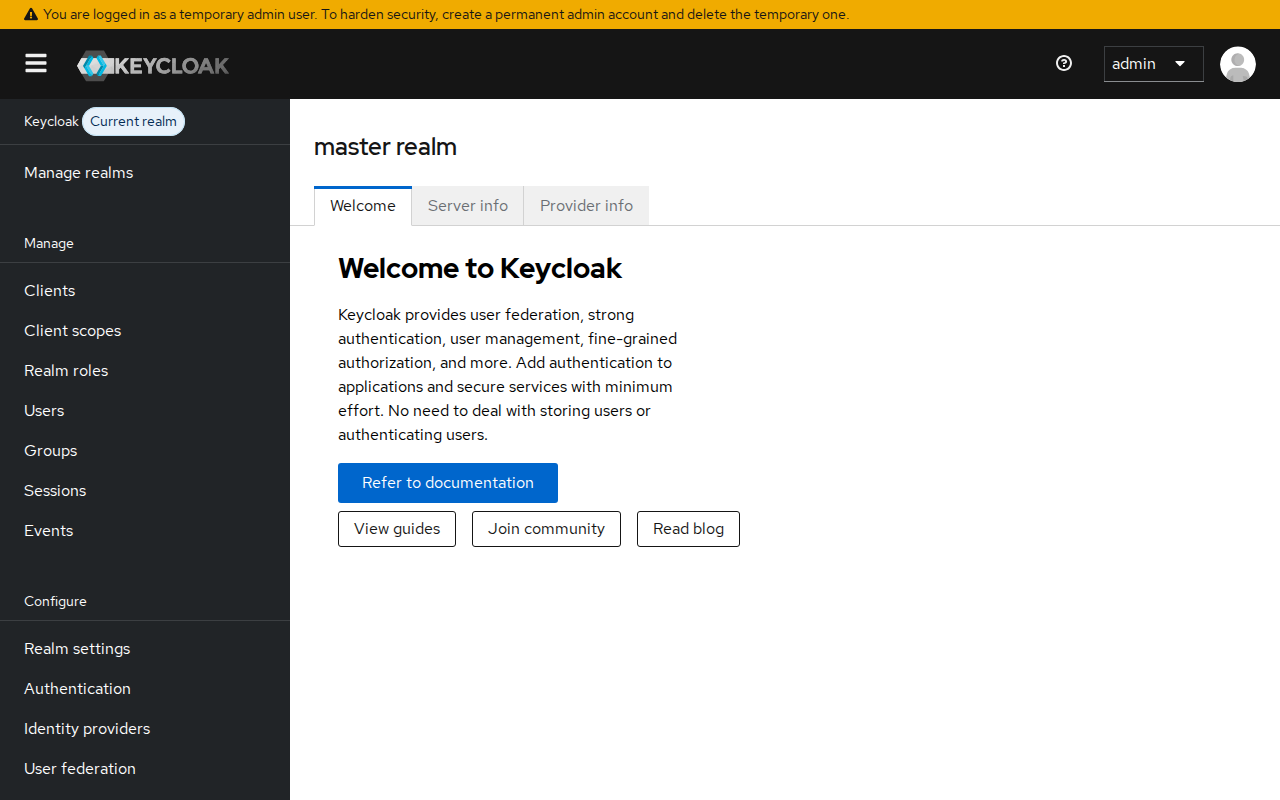 You are logged in as a temporary admin user. To harden security, create a permanent admin account and delete the temporary one.
KEYCLOAK
admin
Keycloak Current realm
Manage realms
Manage
Clients
Client scopes
Realm roles
Users
Groups
Sessions
Events
Configure
Realm settings
Authentication
Identity providers
User federation
master realm
Welcome Server info Provider info
Welcome to Keycloak
Keycloak provides user federation, strong
authentication, user management, fine-grained
authorization, and more. Add authentication to
applications and secure services with minimum
effort. No need to deal with storing users or
authenticating users.
Refer to documentation
View guides Join community Read blog